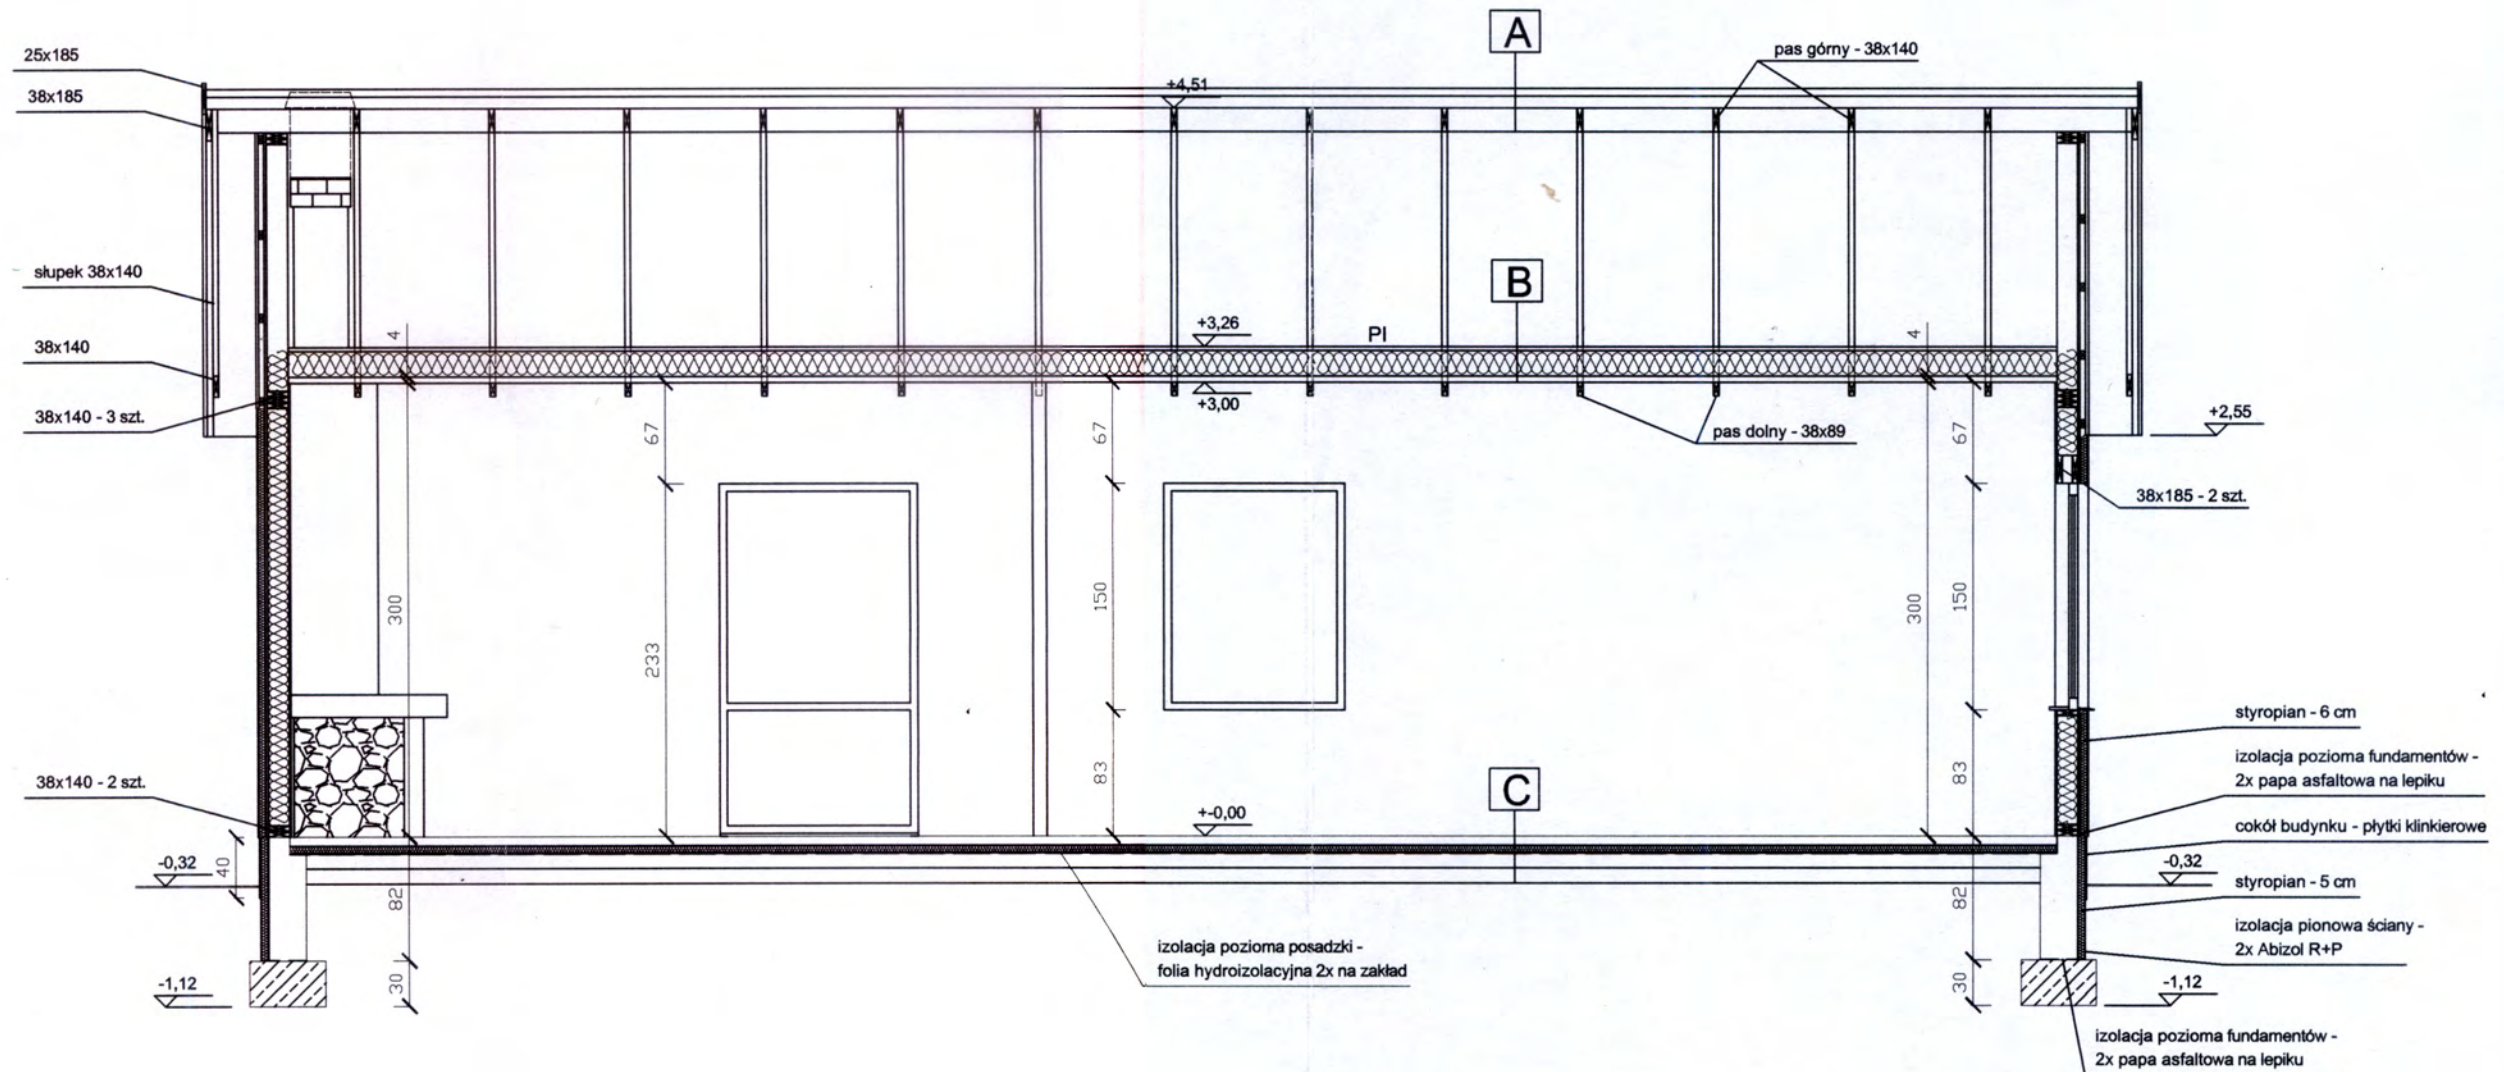 A
pas górny - 38x140
25x185
38x185
+4,51
słupek 38x140
B
38x140
4
+3,26
PI
4
38x140 - 3 szt.
+3,00
67
67
pas dolny - 38x89
67
+2,55
38x185 - 2 szt.
300
233
150
300
150
styropian - 6 cm
izolacja pozioma fundamentów -
2x papa asfaltowa na lepiku
38x140 - 2 szt.
83
C
83
+-0,00
cokół budynku - płytki klinkierowe
-0,32
40
82
82
-0,32
styropian - 5 cm
izolacja pozioma posadzki -
folia hydroizolacyjna 2x na zakład
izolacja pionowa ściany -
2x Abizol R+P
-1,12
30
30
-1,12
izolacja pozioma fundamentów -
2x papa asfaltowa na lepiku